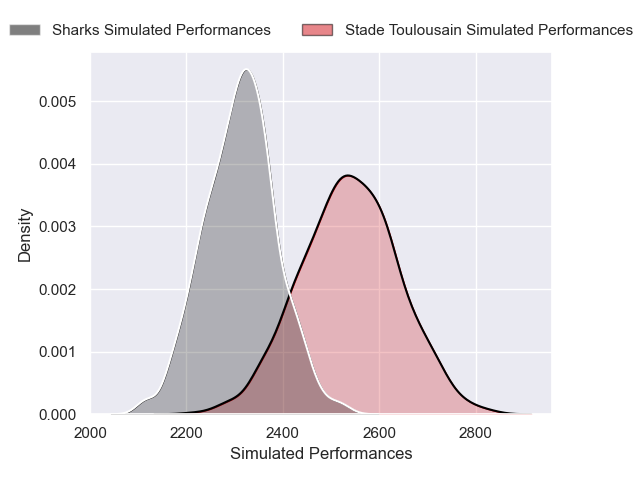 Sharks Simulated Performances
Stade Toulousain Simulated Performances
0.005
0.004
0.003
0.002
0.001
0.000
Density
2000 2200 2400 2600 2800
Simulated Performances